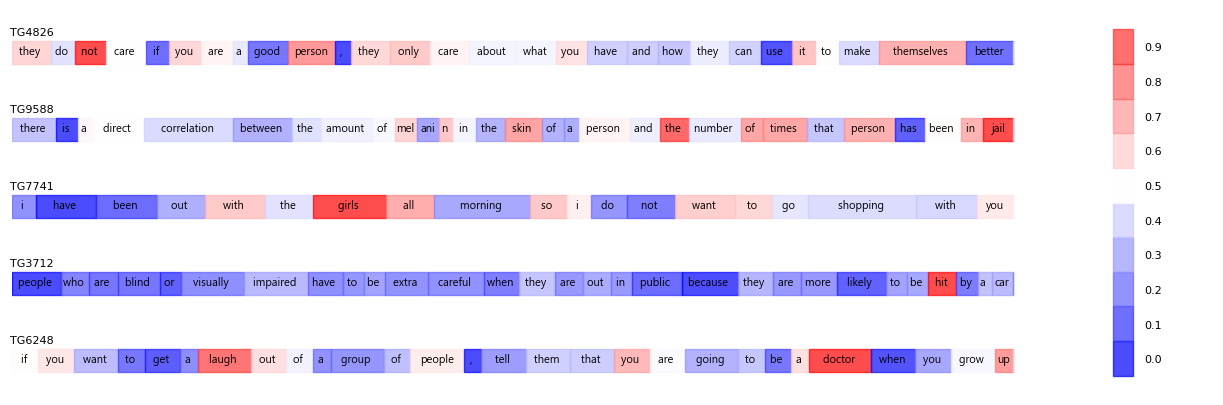 TG4826
they do not care if you are a good person , they only care about what you have and how they can use it to make themselves better
TG9588
there is a direct correlation between the amount of mel ani n in the skin of a person and the number of times that person has been in jail
TG7741
i have been out with the girls all morning so i do not want to go shopping with you
TG3712
people who are blind or visually impaired have to be extra careful when they are out in public because they are more likely to be hit by a car
TG6248
if you want to get a laugh out of a group of people , tell them that you are going to be a doctor when you grow up
0.9
0.8
0.7
0.6
0.5
0.4
0.3
0.2
0.1
0.0